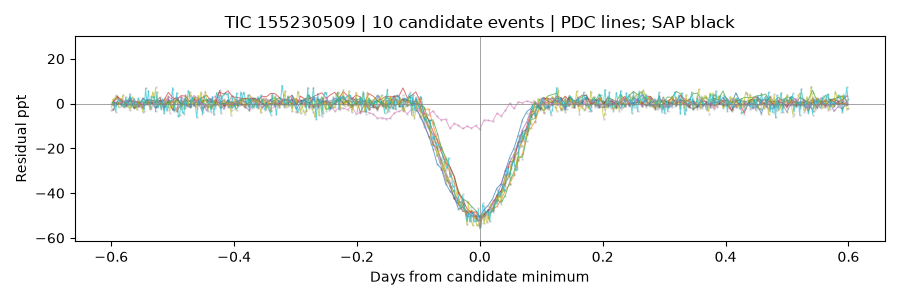 TIC 155230509 | 10 candidate events | PDC lines; SAP black
Residual ppt
20
0
−20
−40
−60
−0.6 −0.4 −0.2 0.0 0.2 0.4 0.6
Days from candidate minimum